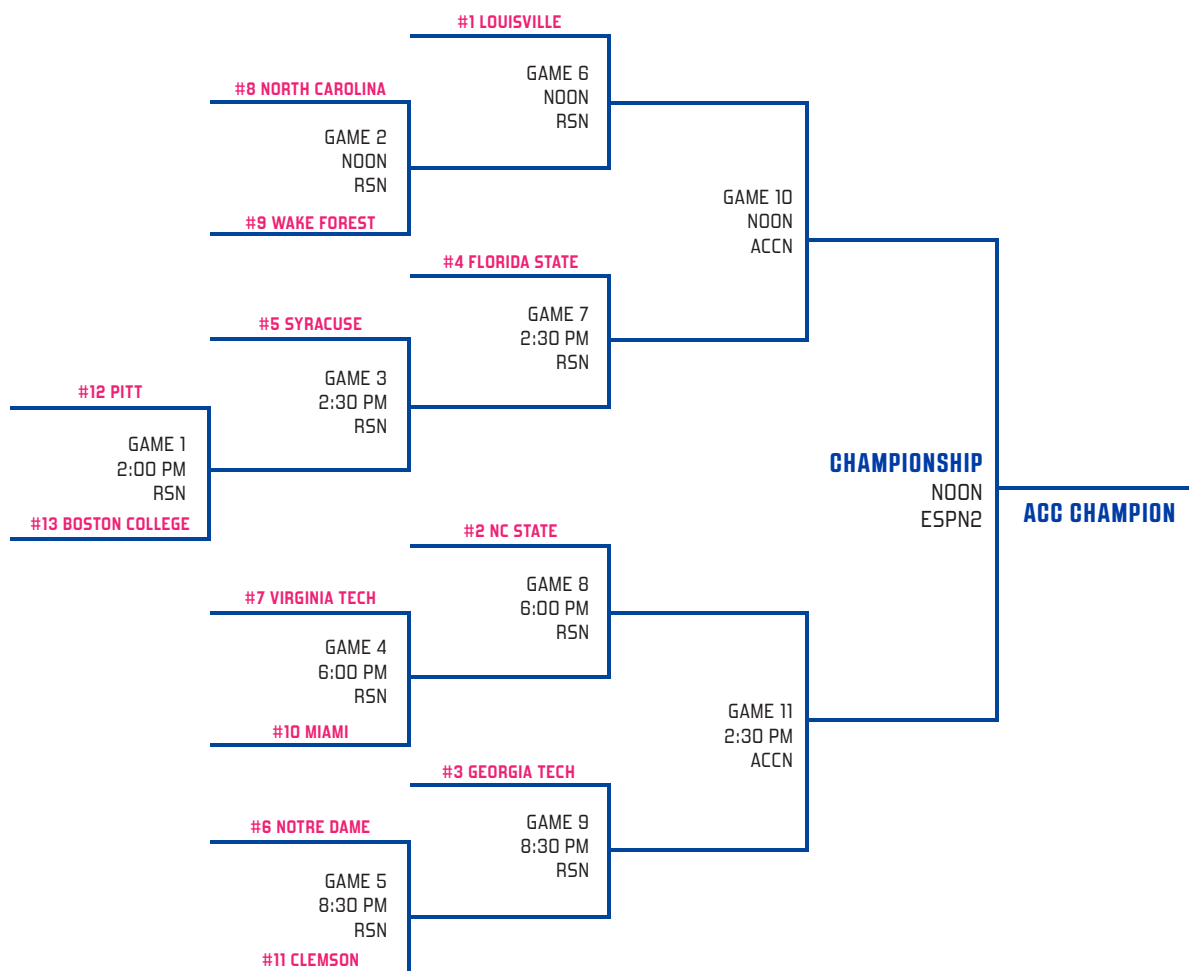 #1 LOUISVILLE
GAME 6
NOON
RSN
#8 NORTH CAROLINA
GAME 2
NOON
RSN
#9 WAKE FOREST
GAME 10
NOON
ACCN
#4 FLORIDA STATE
GAME 7
2:30 PM
RSN
#5 SYRACUSE
GAME 3
2:30 PM
RSN
#12 PITT
GAME 1
2:00 PM
RSN
#13 BOSTON COLLEGE
CHAMPIONSHIP
NOON
ESPN2
ACC CHAMPION
#2 NC STATE
GAME 8
6:00 PM
RSN
#7 VIRGINIA TECH
GAME 4
6:00 PM
RSN
#10 MIAMI
GAME 11
2:30 PM
ACCN
#3 GEORGIA TECH
GAME 9
8:30 PM
RSN
#6 NOTRE DAME
GAME 5
8:30 PM
RSN
#11 CLEMSON